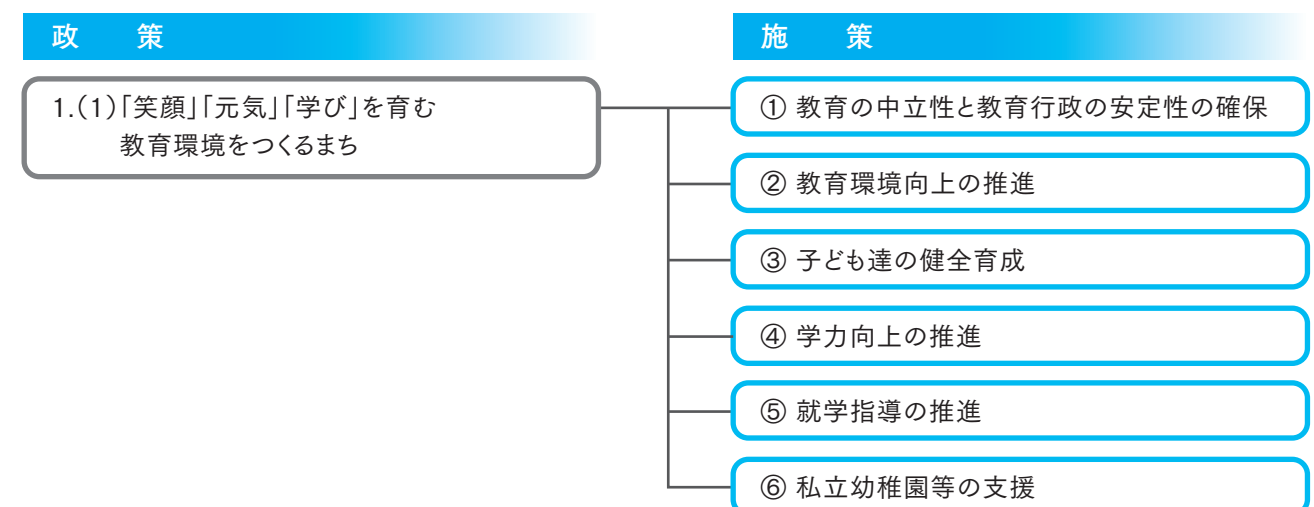 政　策
施　策
1.(1)「笑顔」「元気」「学び」を育む
教育環境をつくるまち
① 教育の中立性と教育行政の安定性の確保
② 教育環境向上の推進
③ 子ども達の健全育成
④ 学力向上の推進
⑤ 就学指導の推進
⑥ 私立幼稚園等の支援